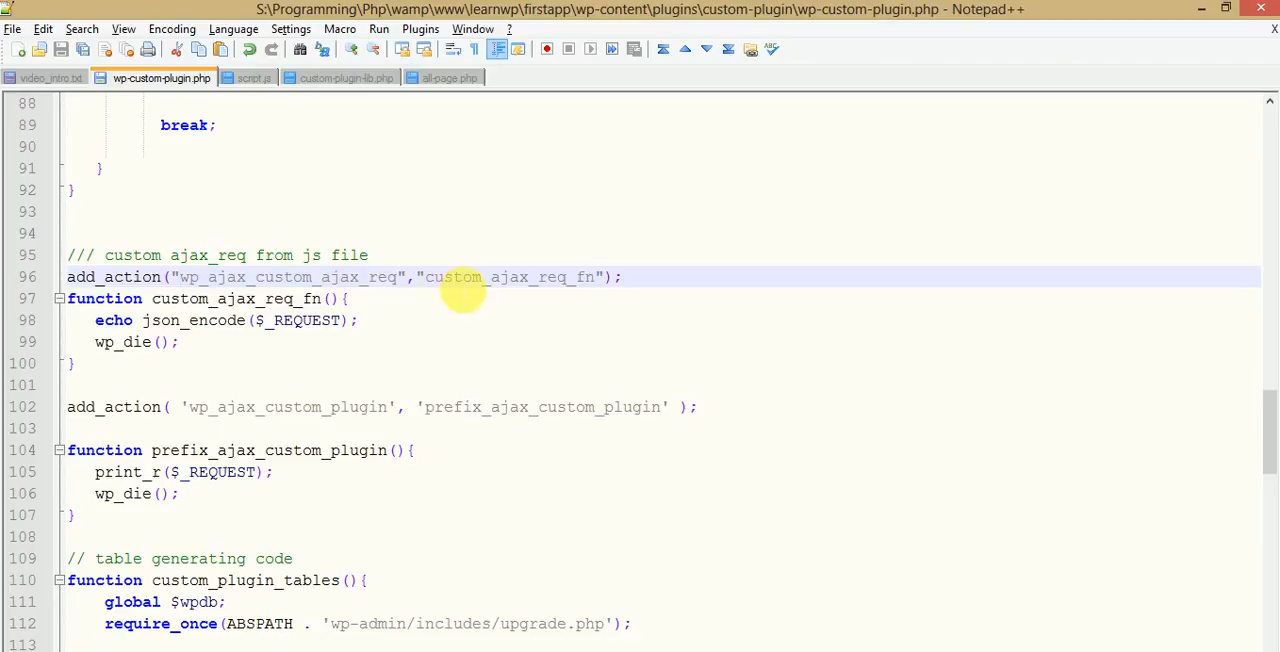 S:\Programming\Php\wamp\www\learnwp\firstapp\wp-content\plugins\custom-plugin\wp-custom-plugin.php - Notepad++
File Edit Search View Encoding Language Settings Macro Run Plugins Window ? X
video_intro.txt wp-custom-plugin.php script.js custom-plugin-lib.php all-page.php
88
89 break;
90
91 }
92 }
93
94
95 /// custom ajax_req from js file
96 add_action("wp_ajax_custom_ajax_req","custom_ajax_req_fn");
97 function custom_ajax_req_fn(){
98 echo json_encode($_REQUEST);
99 wp_die();
100 }
101
102 add_action( 'wp_ajax_custom_plugin', 'prefix_ajax_custom_plugin' );
103
104 function prefix_ajax_custom_plugin(){
105 print_r($_REQUEST);
106 wp_die();
107 }
108
109 // table generating code
110 function custom_plugin_tables(){
111 global $wpdb;
112 require_once(ABSPATH . 'wp-admin/includes/upgrade.php');
113